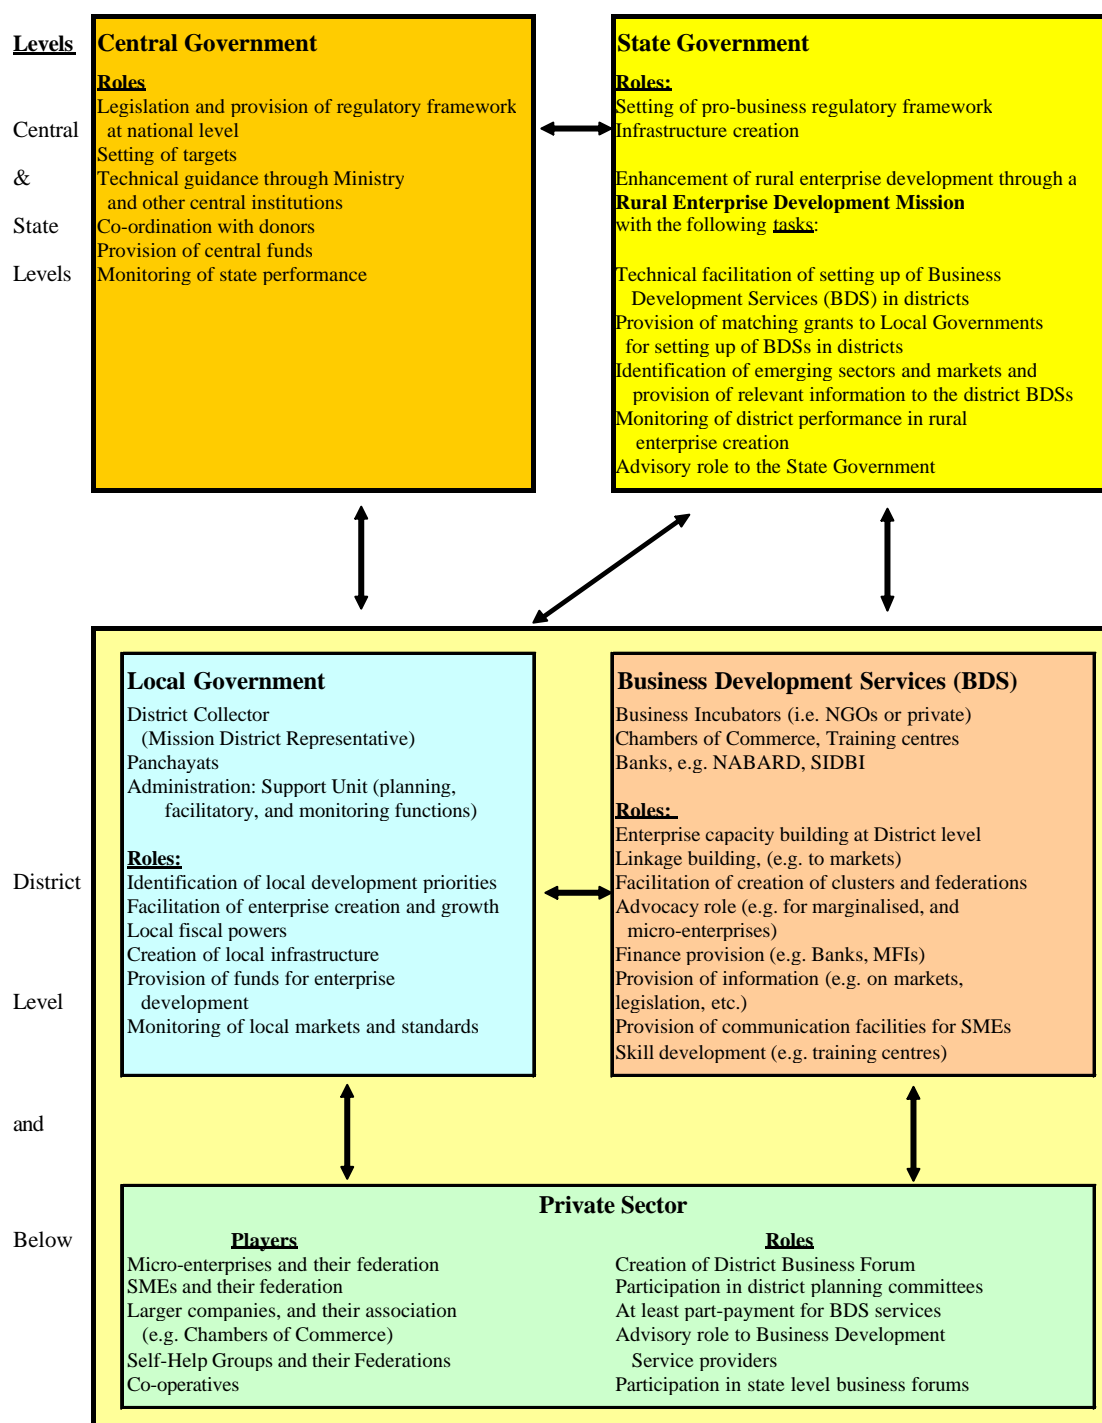 Levels
Central
&
State
Levels
Central Government
Roles
Legislation and provision of regulatory framework
at national level
Setting of targets
Technical guidance through Ministry
and other central institutions
Co-ordination with donors
Provision of central funds
Monitoring of state performance
State Government
Roles:
Setting of pro-business regulatory framework
Infrastructure creation
Enhancement of rural enterprise development through a
Rural Enterprise Development Mission
with the following tasks:
Technical facilitation of setting up of Business
Development Services (BDS) in districts
Provision of matching grants to Local Governments
for setting up of BDSs in districts
Identification of emerging sectors and markets and
provision of relevant information to the district BDSs
Monitoring of district performance in rural
enterprise creation
Advisory role to the State Government
District
Level
and
Below
Local Government
District Collector
(Mission District Representative)
Panchayats
Administration: Support Unit (planning,
facilitatory, and monitoring functions)
Roles:
Identification of local development priorities
Facilitation of enterprise creation and growth
Local fiscal powers
Creation of local infrastructure
Provision of funds for enterprise
development
Monitoring of local markets and standards
Business Development Services (BDS)
Business Incubators (i.e. NGOs or private)
Chambers of Commerce, Training centres
Banks, e.g. NABARD, SIDBI
Roles:
Enterprise capacity building at District level
Linkage building, (e.g. to markets)
Facilitation of creation of clusters and federations
Advocacy role (e.g. for marginalised, and
micro-enterprises)
Finance provision (e.g. Banks, MFIs)
Provision of information (e.g. on markets,
legislation, etc.)
Provision of communication facilities for SMEs
Skill development (e.g. training centres)
Private Sector
Players
Micro-enterprises and their federation
SMEs and their federation
Larger companies, and their association
(e.g. Chambers of Commerce)
Self-Help Groups and their Federations
Co-operatives
Roles
Creation of District Business Forum
Participation in district planning committees
At least part-payment for BDS services
Advisory role to Business Development
Service providers
Participation in state level business forums